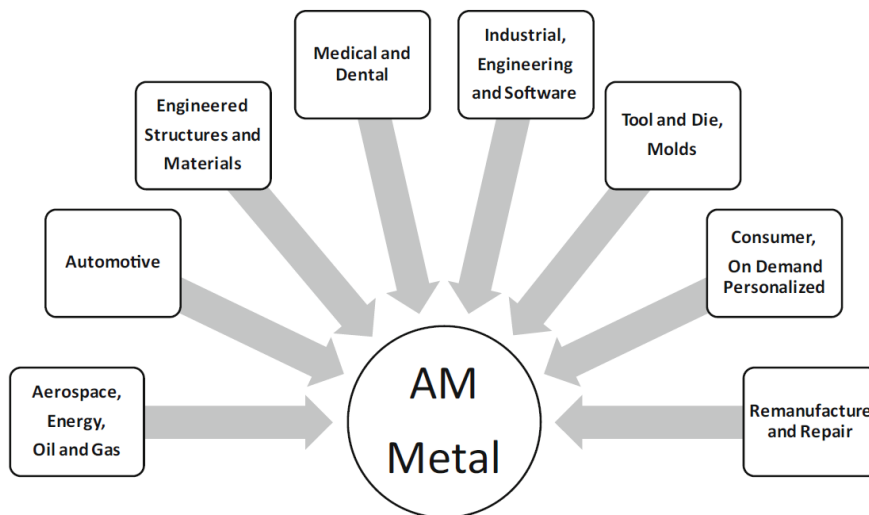 Medical and
Dental
Industrial,
Engineering
and Software
Engineered
Structures and
Materials
Tool and Die,
Molds
Automotive
Consumer,
On Demand
Personalized
Aerospace,
Energy,
Oil and Gas
AM
Metal
Remanufacture
and Repair